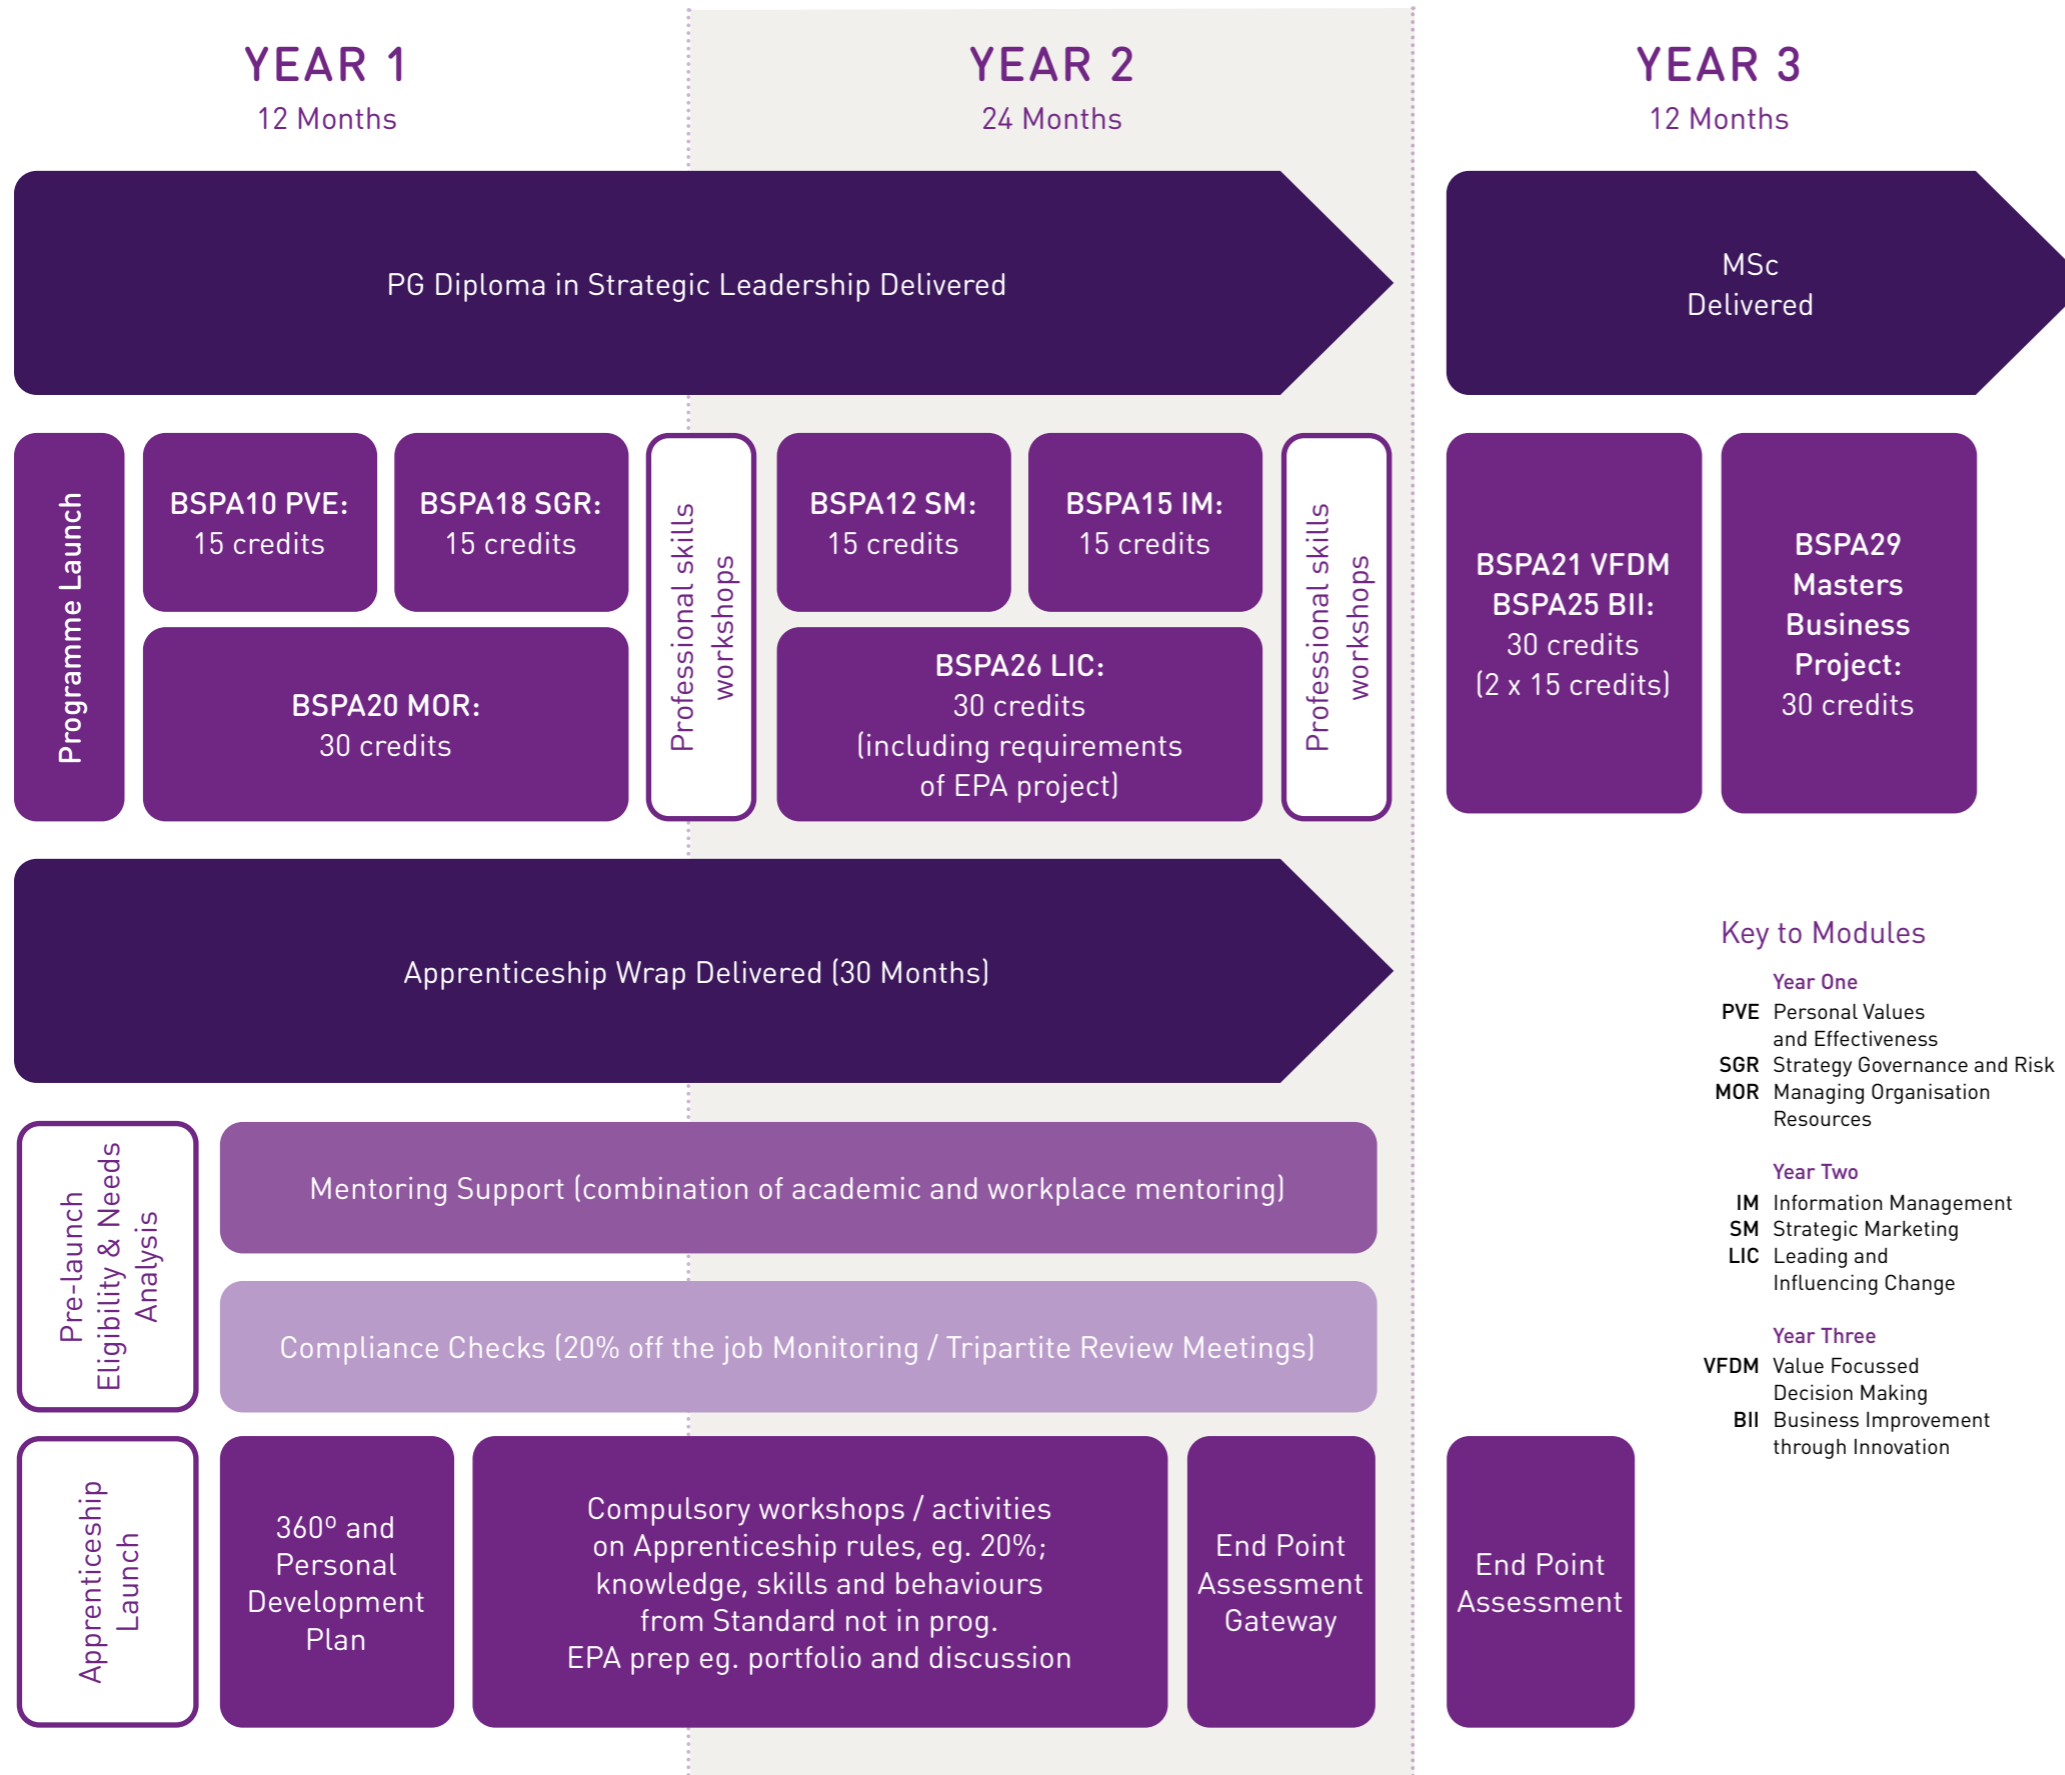 YEAR 1
12 Months
YEAR 2
24 Months
YEAR 3
12 Months
PG Diploma in Strategic Leadership Delivered
MSc
Delivered
Programme Launch
BSPA10 PVE:
15 credits
BSPA18 SGR:
15 credits
BSPA20 MOR:
30 credits
Professional skills
workshops
BSPA12 SM:
15 credits
BSPA15 IM:
15 credits
BSPA26 LIC:
30 credits
(including requirements
of EPA project)
Professional skills
workshops
BSPA21 VFDM
BSPA25 BII:
30 credits
(2 x 15 credits)
BSPA29
Masters
Business
Project:
30 credits
Apprenticeship Wrap Delivered (30 Months)
Pre-launch
Eligibility & Needs
Analysis
Mentoring Support (combination of academic and workplace mentoring)
Compliance Checks (20% off the job Monitoring / Tripartite Review Meetings)
Apprenticeship
Launch
360º and
Personal
Development
Plan
Compulsory workshops / activities
on Apprenticeship rules, eg. 20%;
knowledge, skills and behaviours
from Standard not in prog.
EPA prep eg. portfolio and discussion
End Point
Assessment
Gateway
End Point
Assessment
Key to Modules
Year One
PVE Personal Values
and Effectiveness
SGR Strategy Governance and Risk
MOR Managing Organisation
Resources
Year Two
IM Information Management
SM Strategic Marketing
LIC Leading and
Influencing Change
Year Three
VFDM Value Focussed
Decision Making
BII Business Improvement
through Innovation